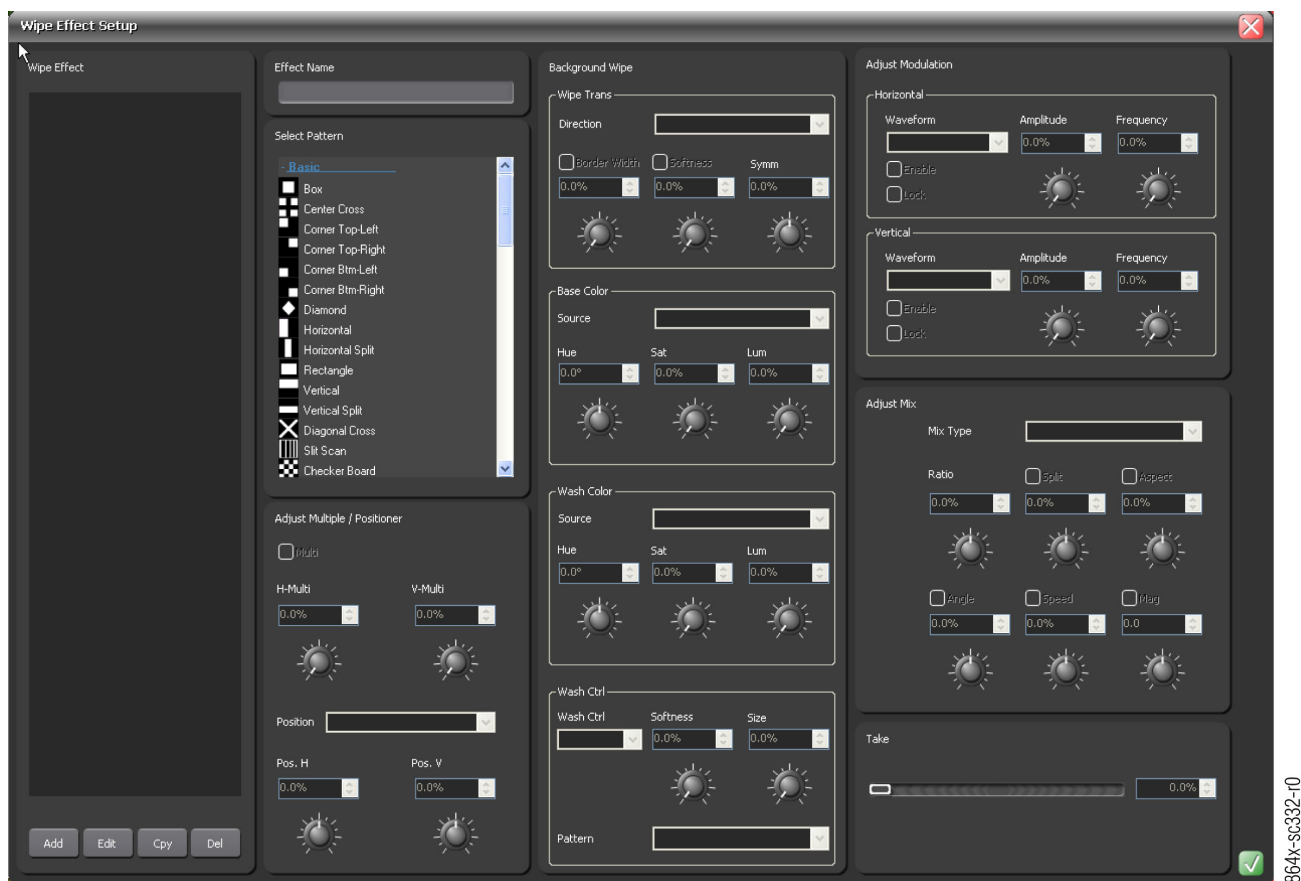 Wipe Effect Setup
Wipe Effect
Add
Edit
Cpy
Del
Effect Name
Select Pattern
- Basic
Box
Center Cross
Corner Top-Left
Corner Top-Right
Corner Btm-Left
Corner Btm-Right
Diamond
Horizontal
Horizontal Split
Rectangle
Vertical
Vertical Split
Diagonal Cross
Slit Scan
Checker Board
Adjust Multiple / Positioner
Multi
H-Multi V-Multi
0.0% 0.0%
Position
Pos. H Pos. V
0.0% 0.0%
Background Wipe
Wipe Trans
Direction
Border Width Softness Symm
0.0% 0.0% 0.0%
Base Color
Source
Hue Sat Lum
0.0° 0.0% 0.0%
Wash Color
Source
Hue Sat Lum
0.0° 0.0% 0.0%
Wash Ctrl
Wash Ctrl Softness Size
0.0% 0.0%
Pattern
Adjust Modulation
Horizontal
Waveform Amplitude Frequency
0.0% 0.0%
Enable
Lock
Vertical
Waveform Amplitude Frequency
0.0% 0.0%
Enable
Lock
Adjust Mix
Mix Type
Ratio Split Aspect
0.0% 0.0% 0.0%
Angle Speed Mag
0.0% 0.0% 0.0
Take
0.0%
864x-sc332-r0